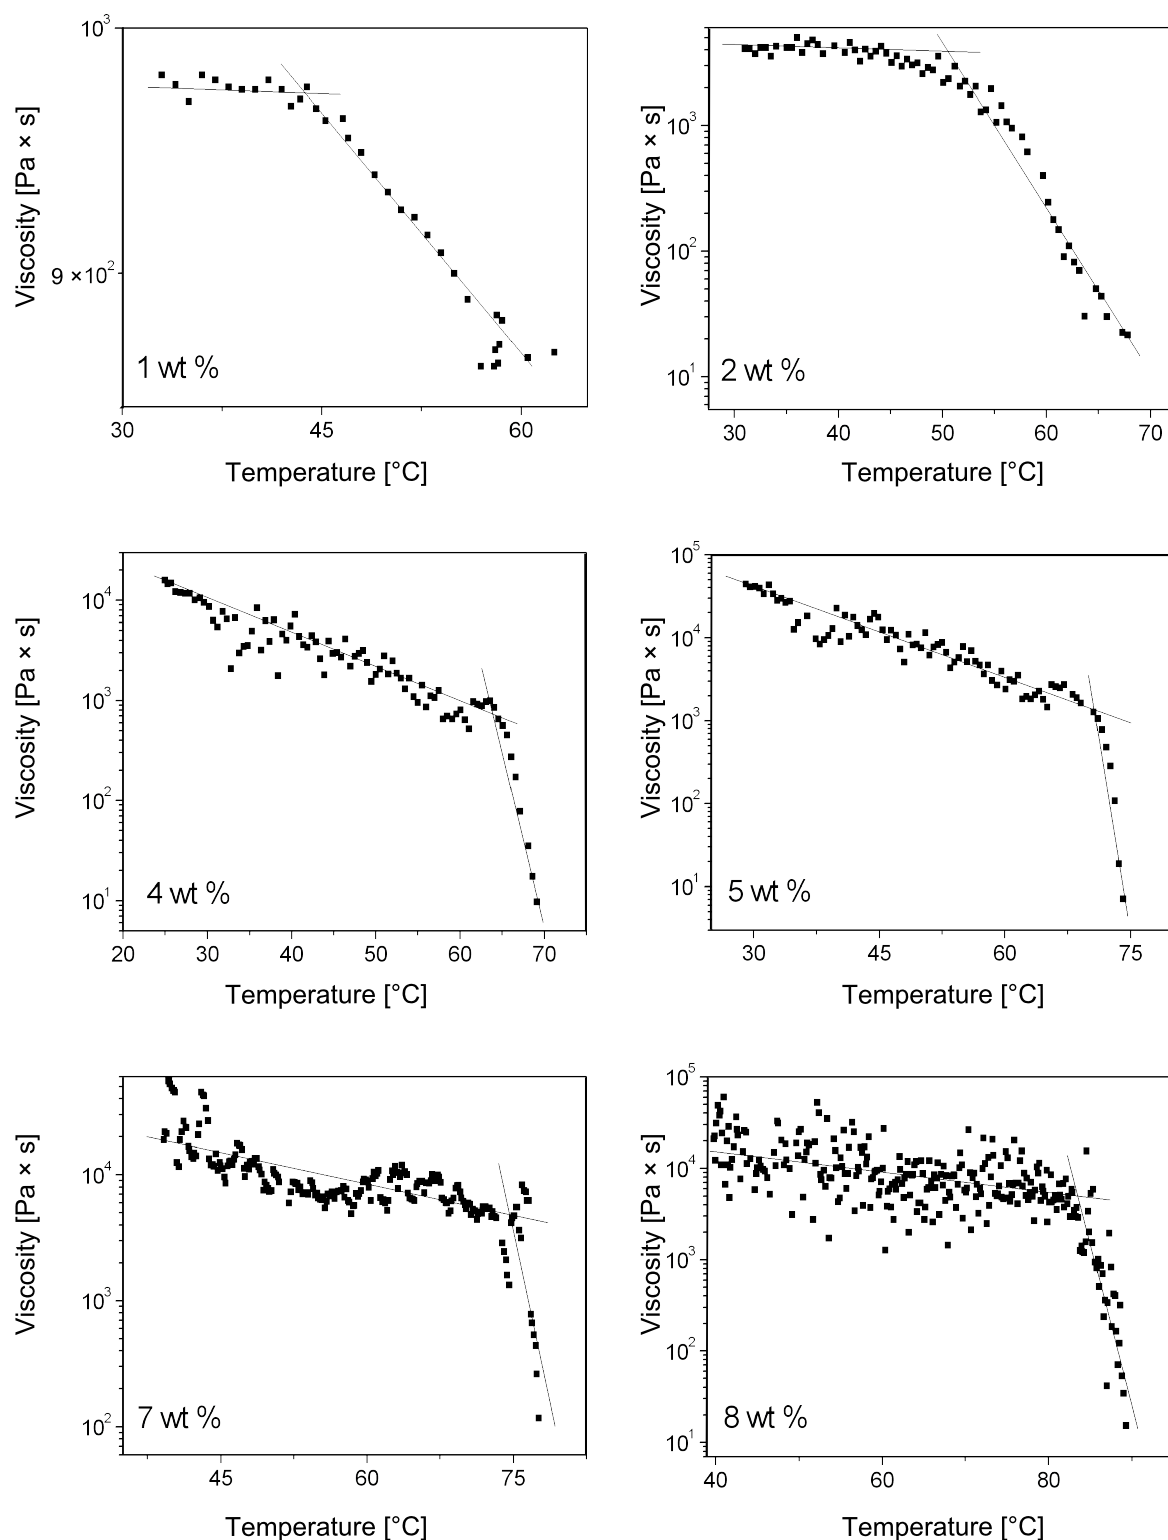 10³
9 ×10²
Viscosity [Pa × s]
1 wt %
30 45 60
Temperature [°C]
10³
10²
10¹
Viscosity [Pa × s]
2 wt %
30 40 50 60 70
Temperature [°C]
10⁴
10³
10²
10¹
Viscosity [Pa × s]
4 wt %
20 30 40 50 60 70
Temperature [°C]
10⁵
10⁴
10³
10²
10¹
Viscosity [Pa × s]
5 wt %
30 45 60 75
Temperature [°C]
10⁴
10³
10²
Viscosity [Pa × s]
7 wt %
45 60 75
Temperature [°C]
10⁵
10⁴
10³
10²
10¹
Viscosity [Pa × s]
8 wt %
40 60 80
Temperature [°C]